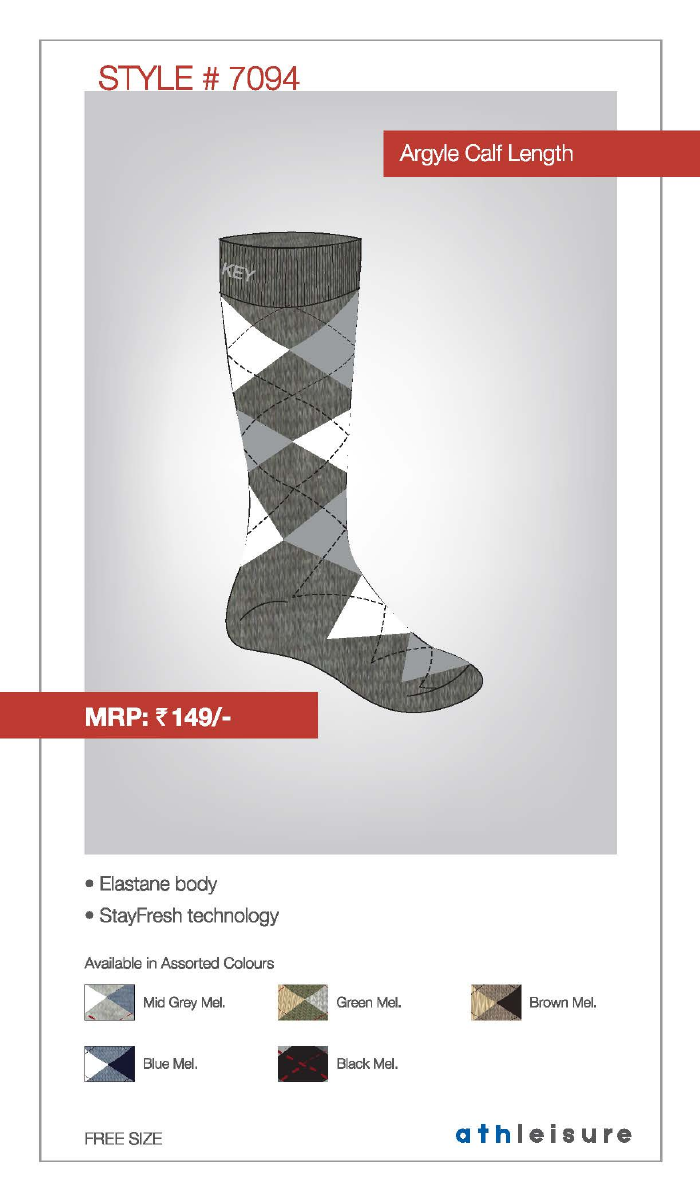 STYLE # 7094
Argyle Calf Length
KEY
MRP: ₹149/-
• Elastane body
• StayFresh technology
Available in Assorted Colours
Mid Grey Mel.
Green Mel.
Brown Mel.
Blue Mel.
Black Mel.
FREE SIZE
athleisure